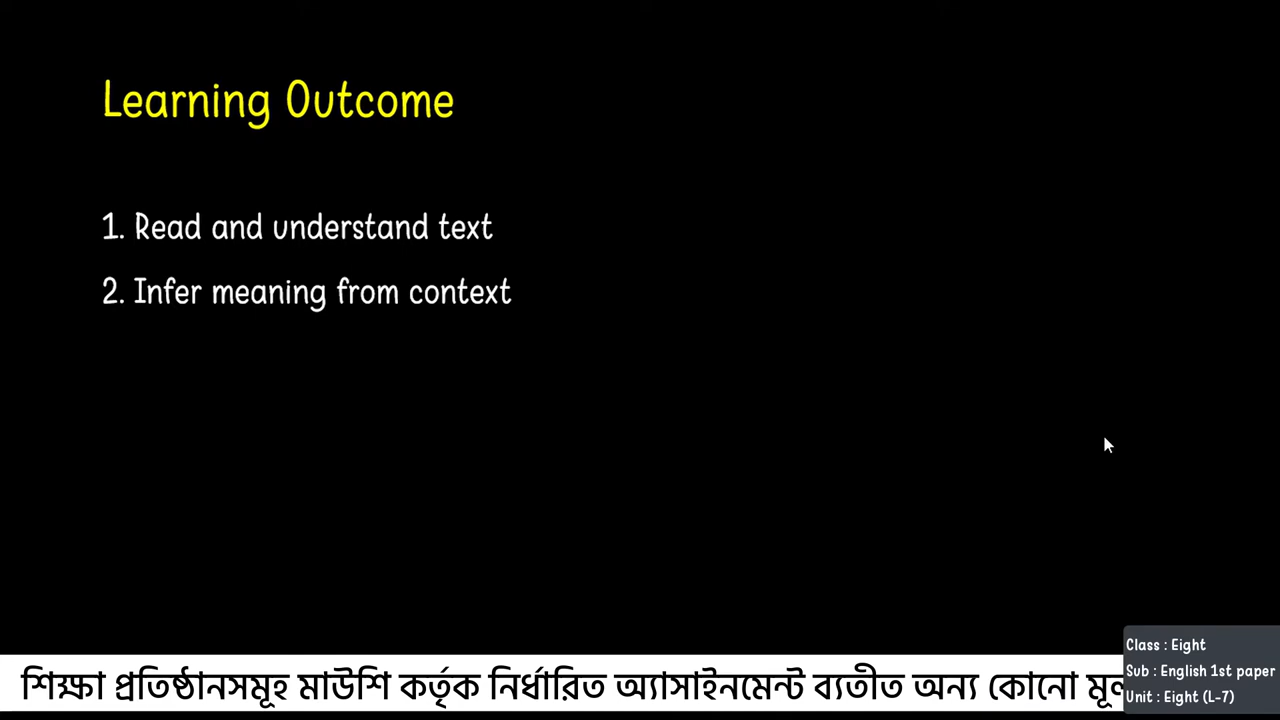 Learning Outcome
1. Read and understand text
2. Infer meaning from context
শিক্ষা প্রতিষ্ঠানসমূহ মাউশি কর্তৃক নির্ধারিত অ্যাসাইনমেন্ট ব্যতীত অন্য কোনো
Class : Eight
Sub : English 1st paper
Unit : Eight (L-7)